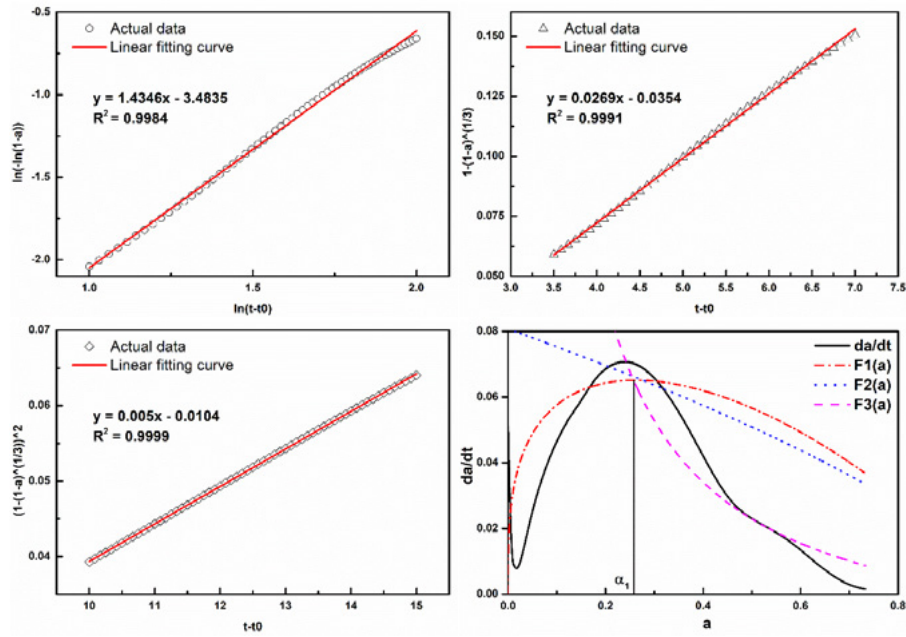 -0.5
-1.0
-1.5
-2.0
ln(-ln(1-a))
Actual data
Linear fitting curve
y = 1.4346x - 3.4835
R² = 0.9984
1.0 1.5 2.0
ln(t-t0)
0.150
0.125
0.100
0.075
0.050
1-(1-a)^(1/3)
Actual data
Linear fitting curve
y = 0.0269x - 0.0354
R² = 0.9991
3.0 3.5 4.0 4.5 5.0 5.5 6.0 6.5 7.0 7.5
t-t0
0.07
0.06
0.05
0.04
(1-(1-a)^(1/3))^2
Actual data
Linear fitting curve
y = 0.005x - 0.0104
R² = 0.9999
10 11 12 13 14 15
t-t0
0.08
0.06
0.04
0.02
0.00
da/dt
da/dt
F1(a)
F2(a)
F3(a)
α₁
0.0 0.2 0.4 0.6 0.8
a